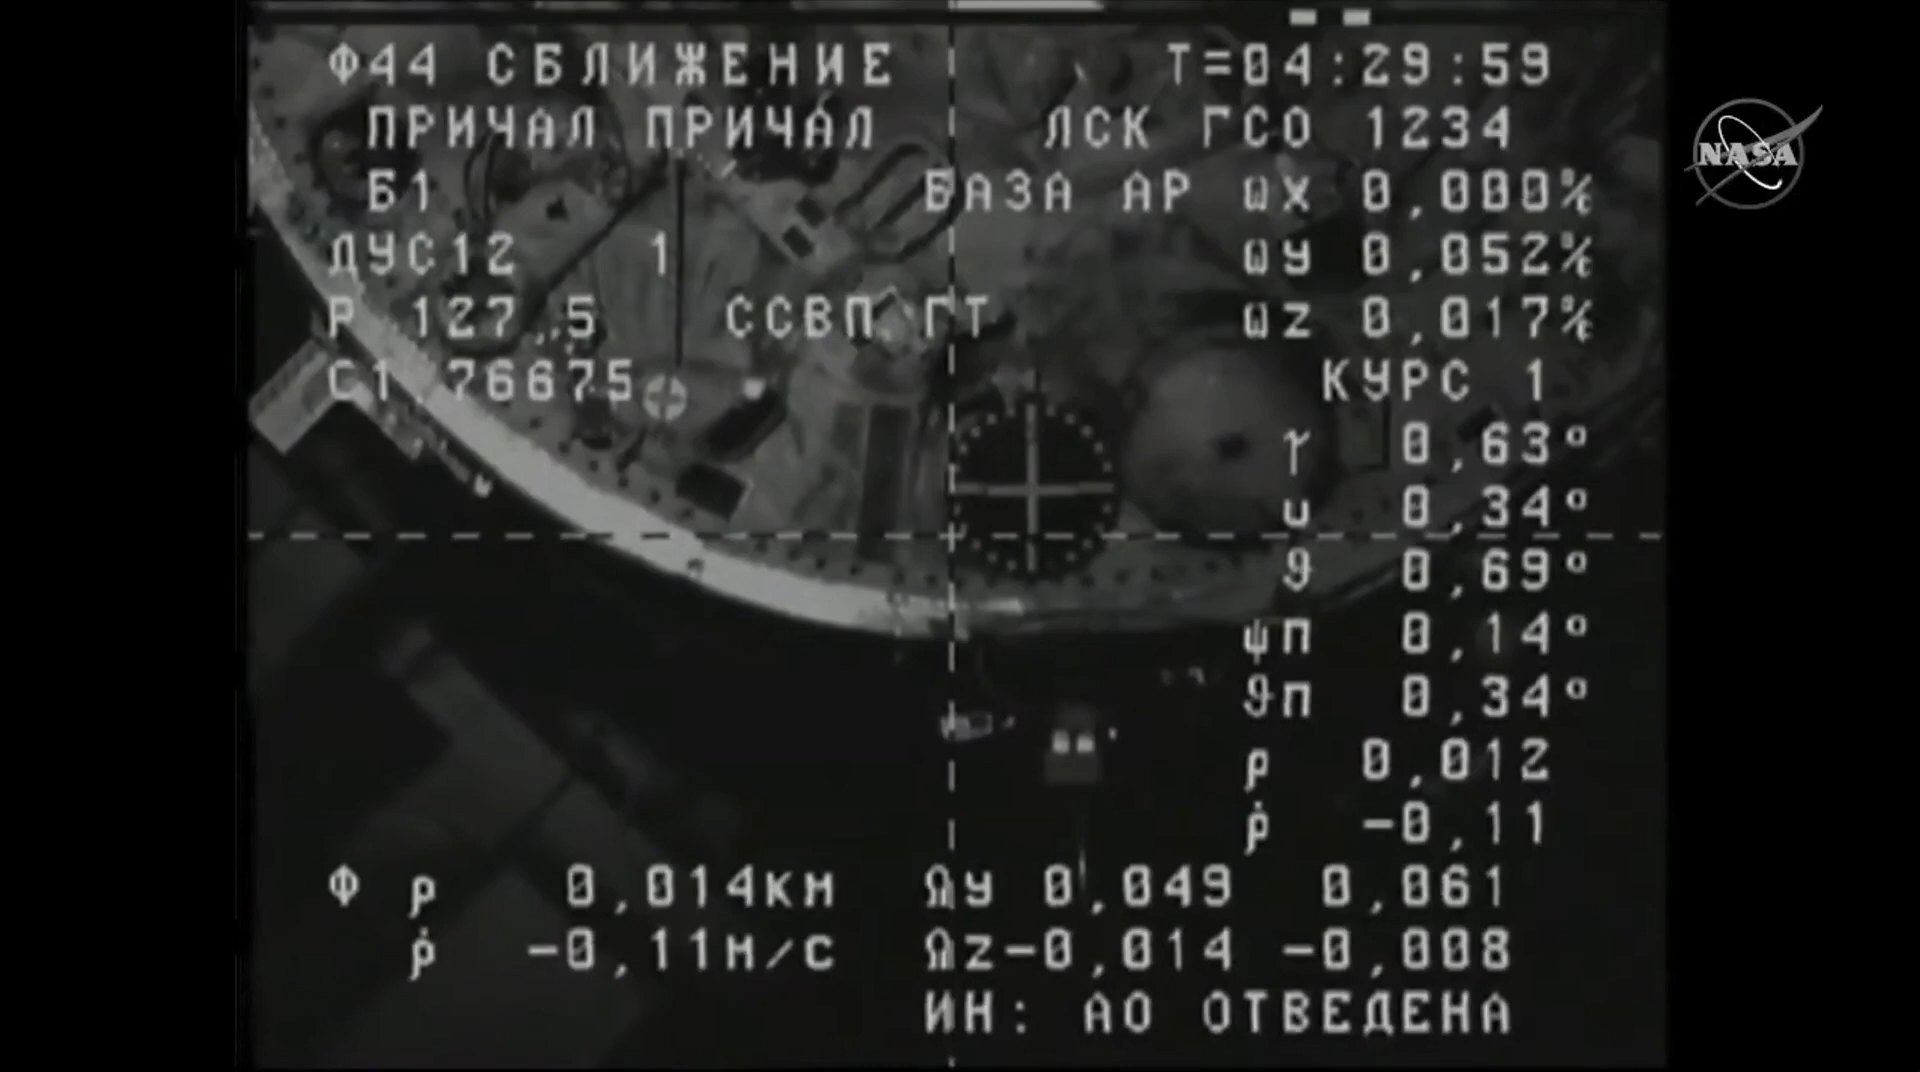 Ф44 СБЛИЖЕНИЕ T=04:29:59
ПРИЧАЛ ПРИЧАЛ ЛСК ГСО 1234
Б1 БАЗА АР ωx 0,000%
ДУС12 1 ωy 0,052%
Р 127,5 ССВП ГТ ωz 0,017%
С1 76675 КУРС 1
γ 0,63°
υ 0,34°
ϑ 0,69°
ψп 0,14°
ϑп 0,34°
ρ 0,012
ρ̇ -0,11
Ф ρ 0,014км Ωy 0,049 0,061
ρ̇ -0,11м/с Ωz-0,014 -0,008
ИН: АО ОТВЕДЕНА
NASA